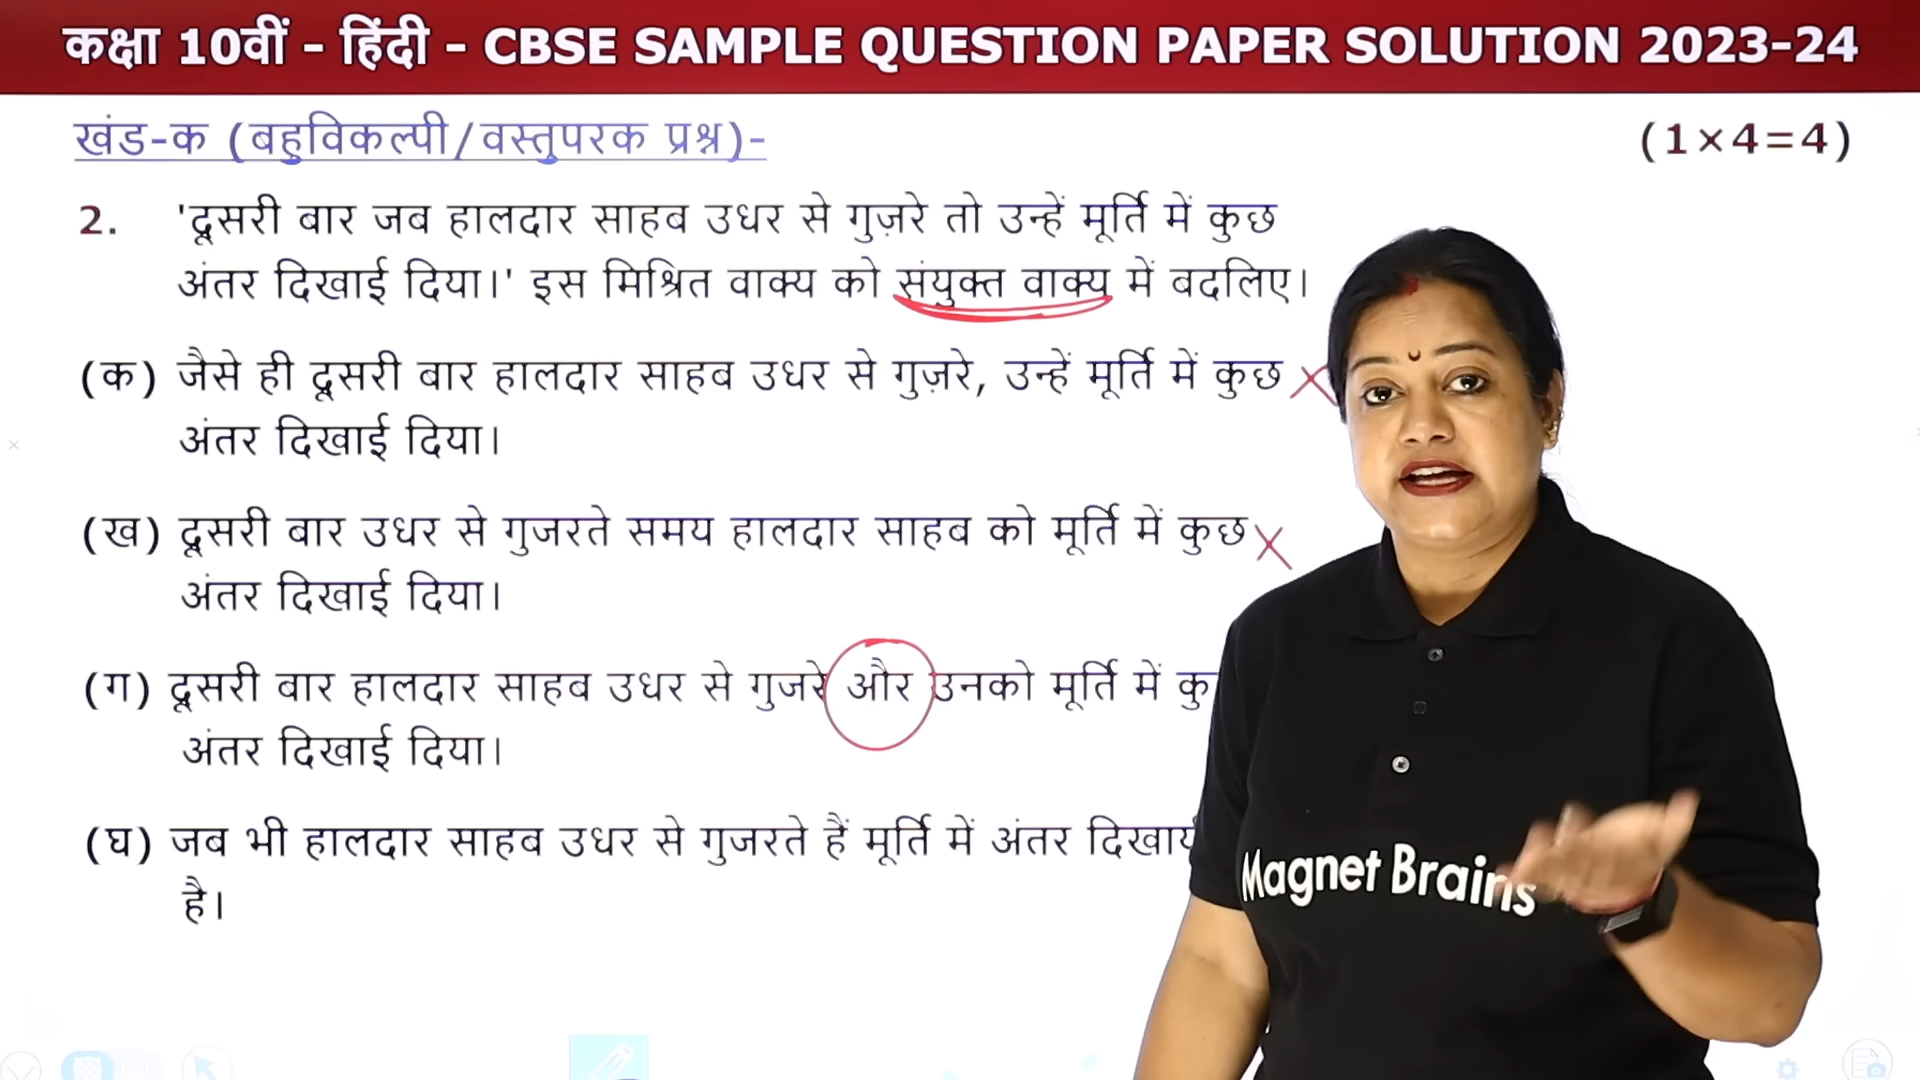 कक्षा 10वीं - हिंदी - CBSE SAMPLE QUESTION PAPER SOLUTION 2023-24
खंड-क (बहुविकल्पी/वस्तुपरक प्रश्न)-
(1×4=4)
2. 'दूसरी बार जब हालदार साहब उधर से गुज़रे तो उन्हें मूर्ति में कुछ
अंतर दिखाई दिया।' इस मिश्रित वाक्य को संयुक्त वाक्य में बदलिए।
(क) जैसे ही दूसरी बार हालदार साहब उधर से गुज़रे, उन्हें मूर्ति में कुछ
अंतर दिखाई दिया।
(ख) दूसरी बार उधर से गुजरते समय हालदार साहब को मूर्ति में कुछ
अंतर दिखाई दिया।
(ग) दूसरी बार हालदार साहब उधर से गुजरे और उनको मूर्ति में
अंतर दिखाई दिया।
(घ) जब भी हालदार साहब उधर से गुजरते हैं मूर्ति में अंतर
है।
Magnet Brains